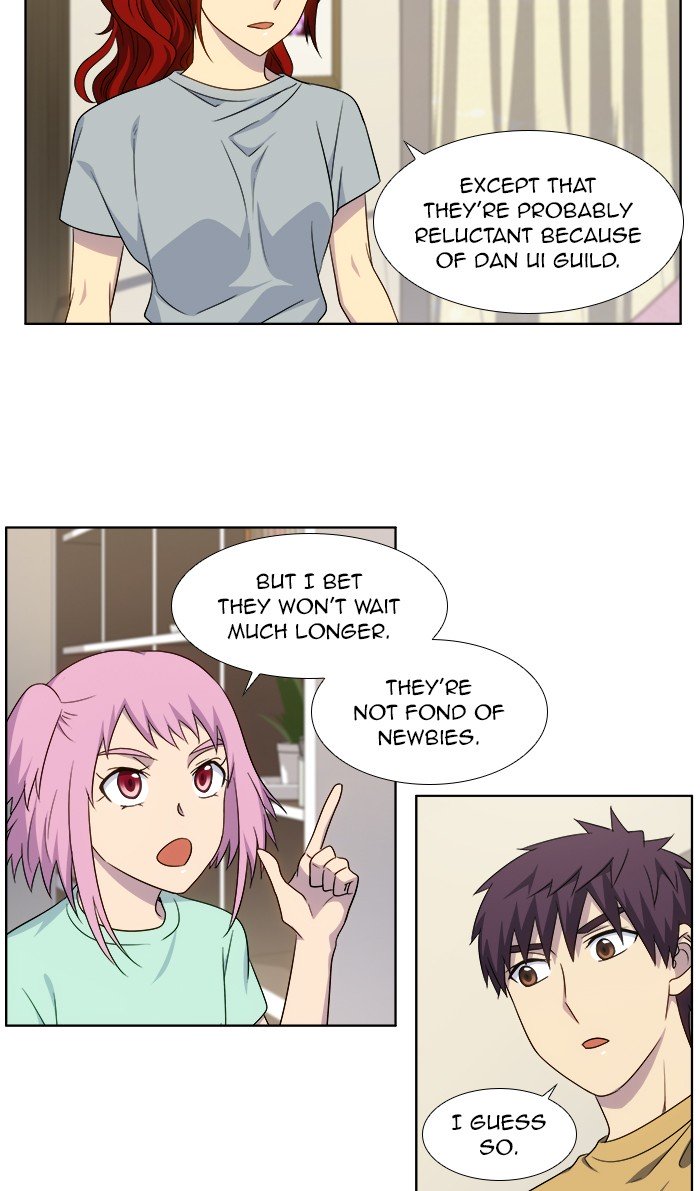 EXCEPT THAT
THEY'RE PROBABLY
RELUCTANT BECAUSE
OF DAN UI GUILD.
BUT I BET
THEY WON'T WAIT
MUCH LONGER.
THEY'RE
NOT FOND OF
NEWBIES.
I GUESS
SO.